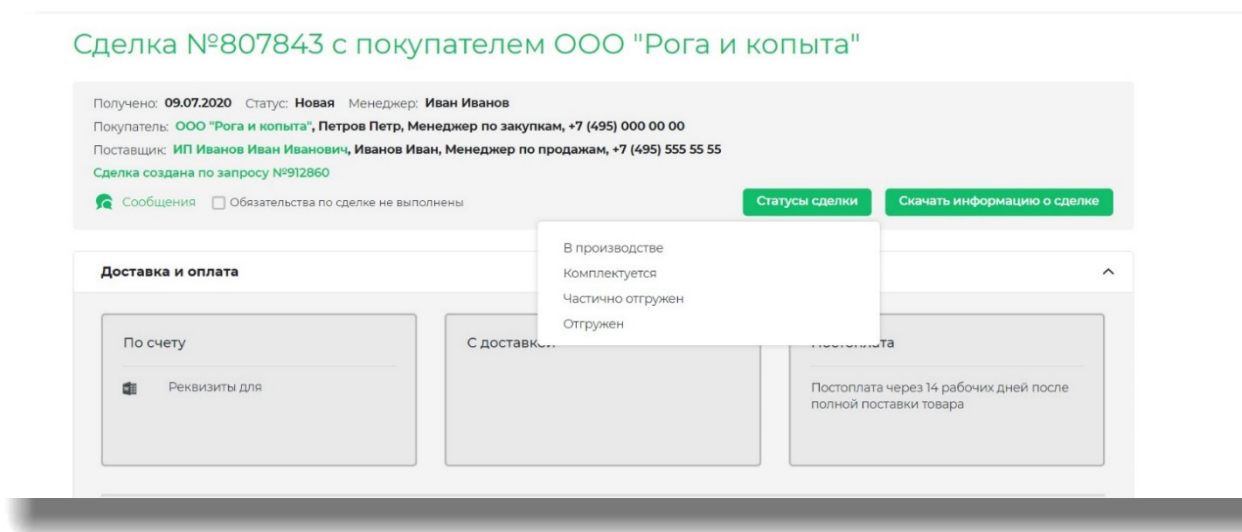 Сделка №807843 с покупателем ООО "Рога и копыта"
Получено: 09.07.2020 Статус: Новая Менеджер: Иван Иванов
Покупатель: ООО "Рога и копыта", Петров Петр, Менеджер по закупкам, +7 (495) 000 00 00
Поставщик: ИП Иванов Иван Иванович, Иванов Иван, Менеджер по продажам, +7 (495) 555 55 55
Сделка создана по запросу №912860
Сообщения Обязательства по сделке не выполнены Статусы сделки Скачать информацию о сделке
В производстве
Комплектуется
Частично отгружен
Отгружен
Доставка и оплата
По счету
Реквизиты для
С доставкой
Постоплата
Постоплата через 14 рабочих дней после
полной поставки товара